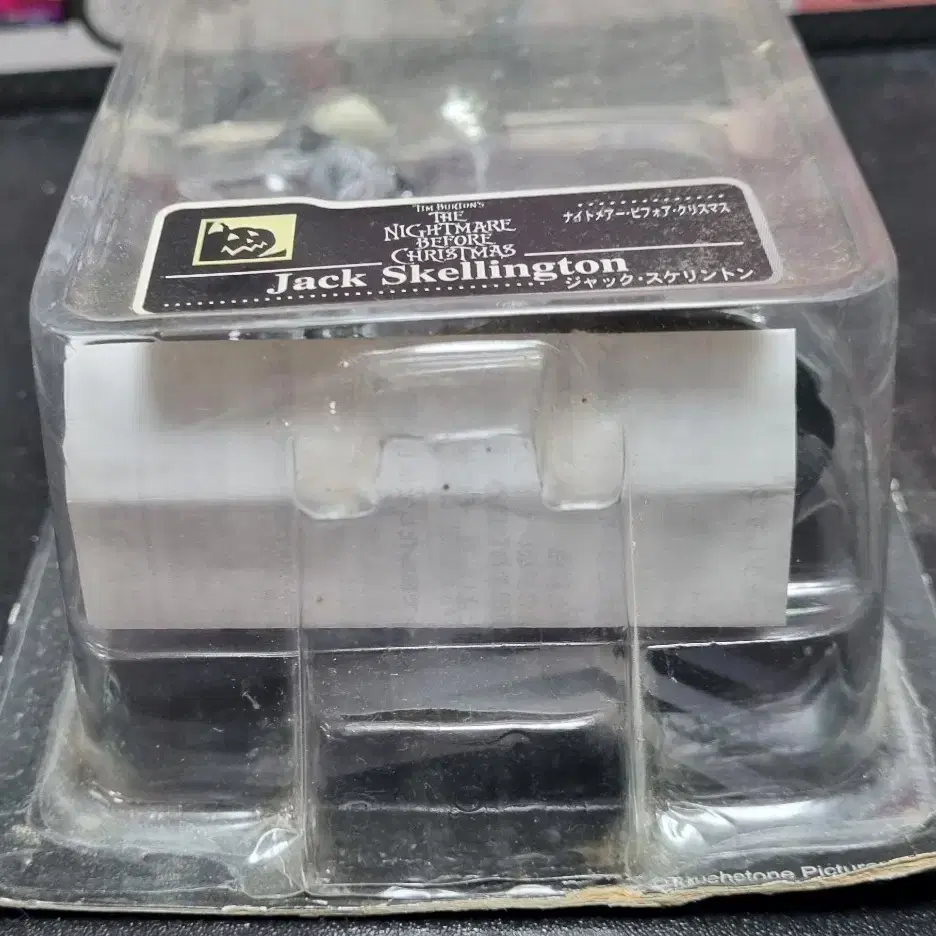 TIM BURTON'S
THE
NIGHTMARE
BEFORE
CHRISTMAS
ナイトメアー・ビフォア・クリスマス
Jack Skellington
ジャック・スケリントン
Touchstone Pictures